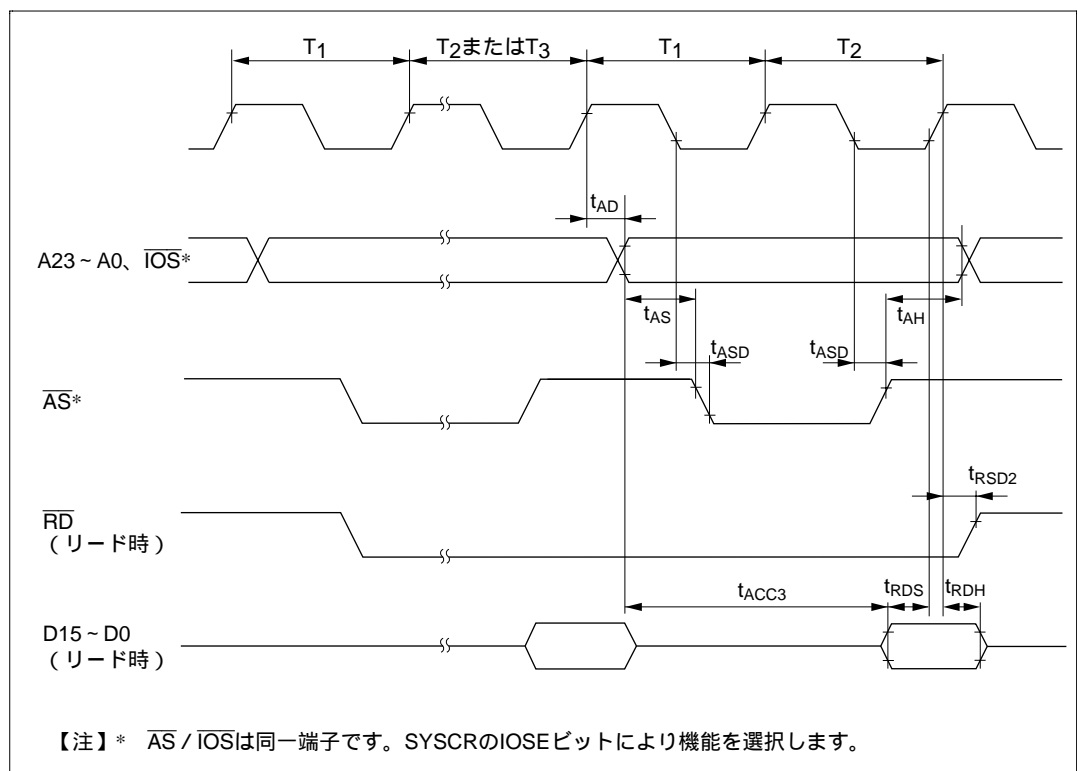 T1 T2またはT3 T1 T2
tAD
A23~A0、IOS*
tAS tAH
tASD tASD
AS*
tRSD2
RD
(リード時)
tACC3 tRDS tRDH
D15~D0
(リード時)
【注】* AS / IOSは同一端子です。SYSCRのIOSEビットにより機能を選択します。